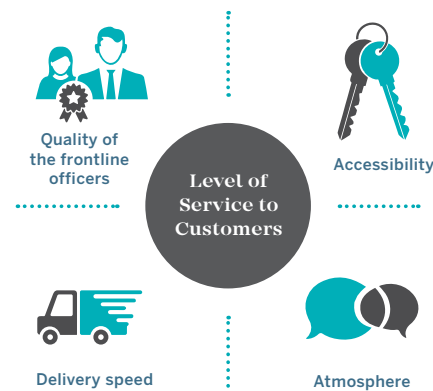 Quality of
the frontline
officers
Accessibility
Level of
Service to
Customers
Delivery speed
Atmosphere